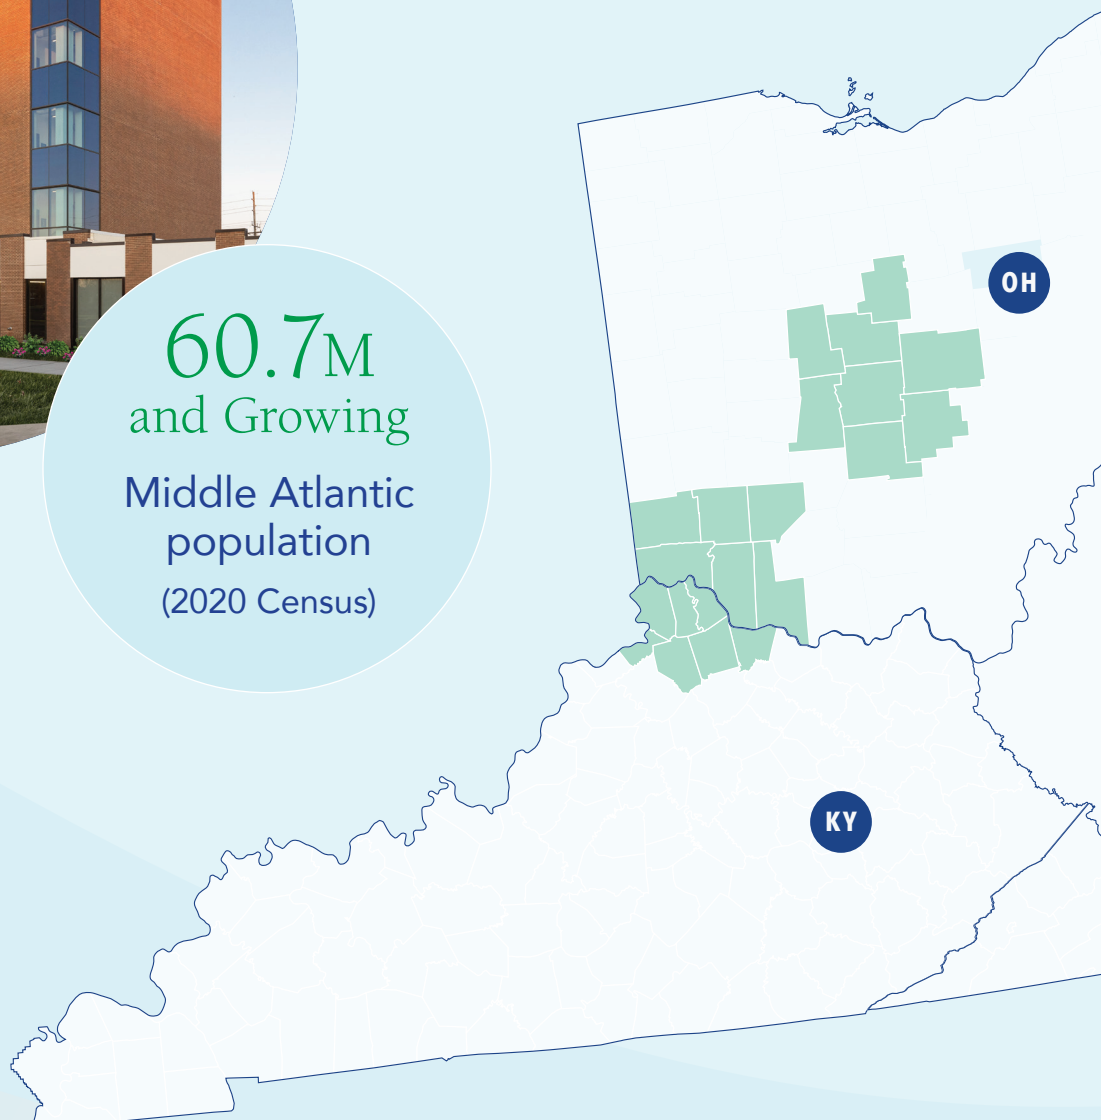 60.7M
and Growing
Middle Atlantic
population
(2020 Census)
OH
KY